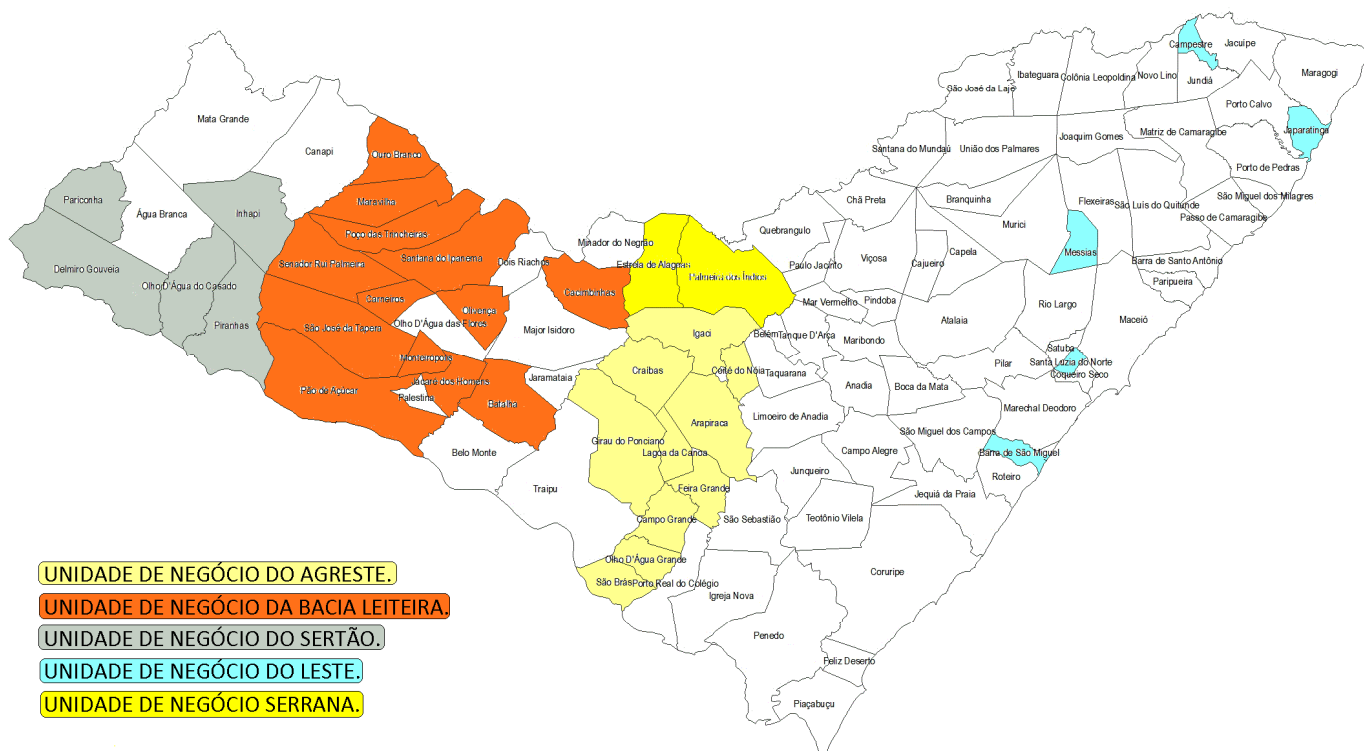 Campestre
Jacuípe
Maragogi
Ibateguara
Colônia Leopoldina
Novo Lino
Jundiá
São José da Laje
Porto Calvo
Mata Grande
Japaratinga
Joaquim Gomes
Matriz de Camaragibe
Canapi
Ouro Branco
Santana do Mundaú
União dos Palmares
Porto de Pedras
Pariconha
Maravilha
Chã Preta
Branquinha
Flexeiras
São Luís do Quitunde
São Miguel dos Milagres
Água Branca
Inhapi
Passo de Camaragibe
Murici
Poço das Trincheiras
Quebrangulo
Minador do Negrão
Messias
Capela
Santana do Ipanema
Dois Riachos
Viçosa
Cajueiro
Barra de Santo Antônio
Senador Rui Palmeira
Estrela de Alagoas
Paulo Jacinto
Delmiro Gouveia
Palmeira dos Índios
Paripueira
Olho D'Água do Casado
Cacimbinhas
Carneiros
Mar Vermelho
Pindoba
Rio Largo
Olivença
Piranhas
São José da Tapera
Olho D'Água das Flores
Major Isidoro
Igaci
Belém
Tanque D'Arca
Maribondo
Atalaia
Maceió
Satuba
Monteirópolis
Santa Luzia do Norte
Pilar
Craíbas
Coité do Nóia
Taquarana
Coqueiro Seco
Jaramataia
Jacaré dos Homens
Pão de Açúcar
Palestina
Anadia
Boca da Mata
Batalha
Marechal Deodoro
Limoeiro de Anadia
Arapiraca
São Miguel dos Campos
Girau do Ponciano
Belo Monte
Lagoa da Canoa
Campo Alegre
Barra de São Miguel
Junqueiro
Roteiro
Traipu
Feira Grande
Jequiá da Praia
Campo Grande
São Sebastião
Teotônio Vilela
Olho D'Água Grande
Coruripe
São Brás
Porto Real do Colégio
Igreja Nova
Penedo
Feliz Deserto
Piaçabuçu
UNIDADE DE NEGÓCIO DO AGRESTE.
UNIDADE DE NEGÓCIO DA BACIA LEITEIRA.
UNIDADE DE NEGÓCIO DO SERTÃO.
UNIDADE DE NEGÓCIO DO LESTE.
UNIDADE DE NEGÓCIO SERRANA.